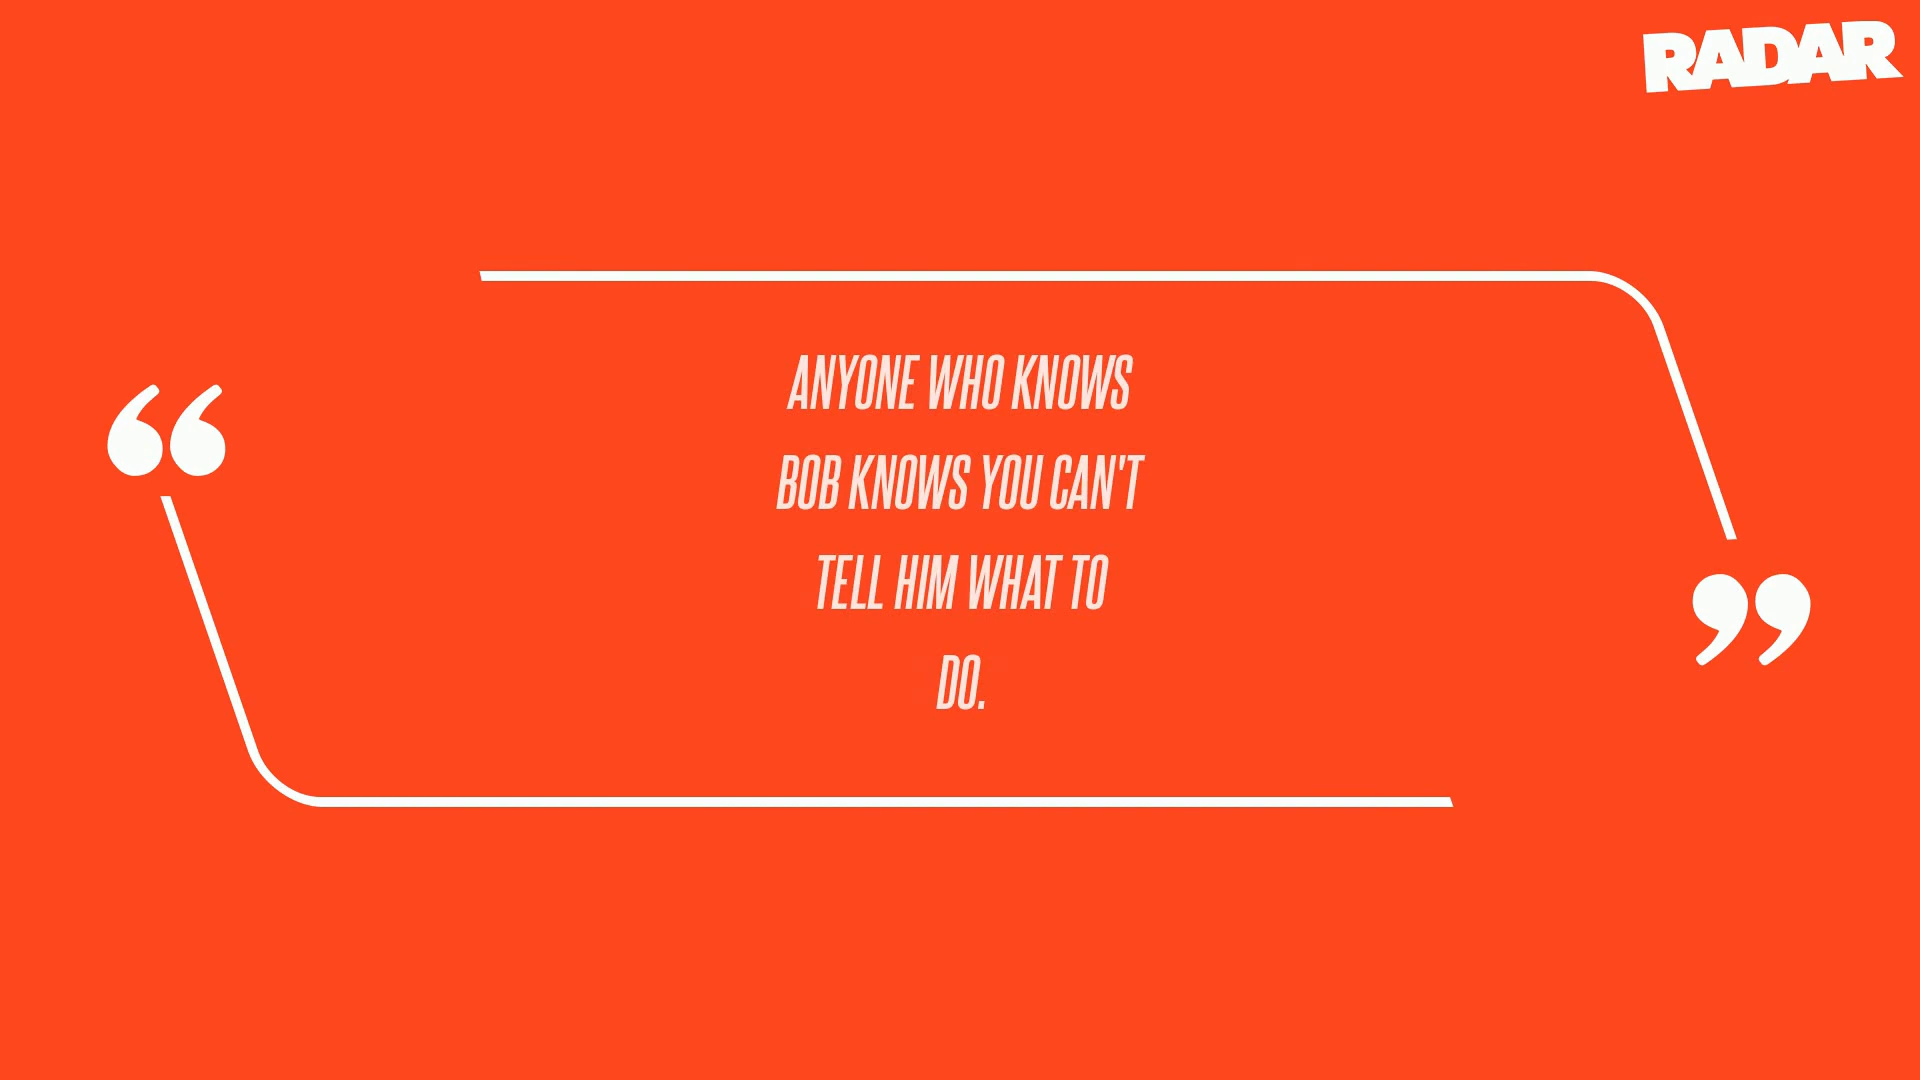 RADAR
“
ANYONE WHO KNOWS
BOB KNOWS YOU CAN'T
TELL HIM WHAT TO
DO.
”